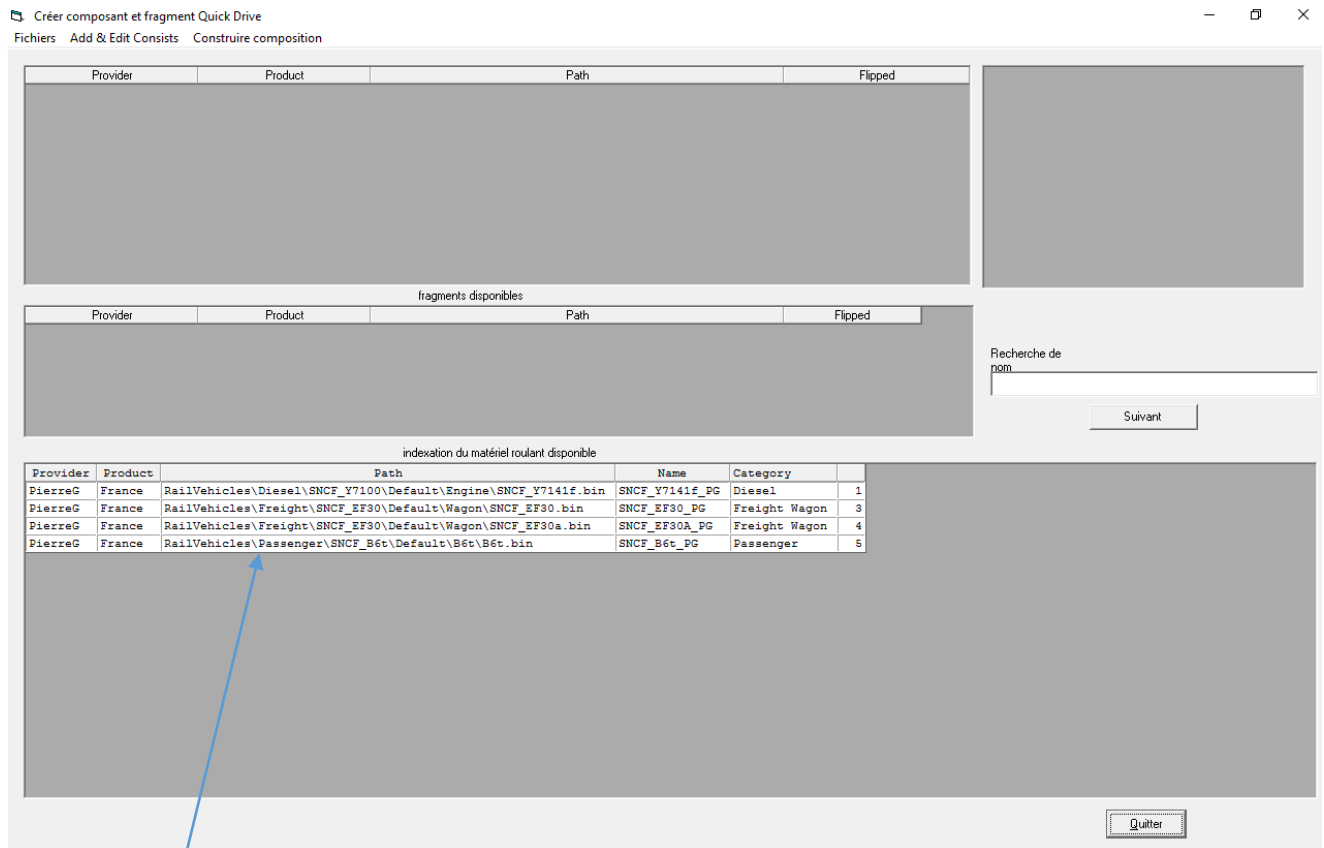 Créer composant et fragment Quick Drive
Fichiers Add & Edit Consists Construire composition
Provider Product Path Flipped
fragments disponibles
Provider Product Path Flipped
Recherche de
nom
Suivant
indexation du matériel roulant disponible
Provider Product Path Name Category
PierreG France RailVehicles\Diesel\SNCF_Y7100\Default\Engine\SNCF_Y7141f.bin SNCF_Y7141f_PG Diesel 1
PierreG France RailVehicles\Freight\SNCF_EF30\Default\Wagon\SNCF_EF30.bin SNCF_EF30_PG Freight Wagon 3
PierreG France RailVehicles\Freight\SNCF_EF30\Default\Wagon\SNCF_EF30a.bin SNCF_EF30A_PG Freight Wagon 4
PierreG France RailVehicles\Passenger\SNCF_B6t\Default\B6t\B6t.bin SNCF_B6t_PG Passenger 5
Quitter